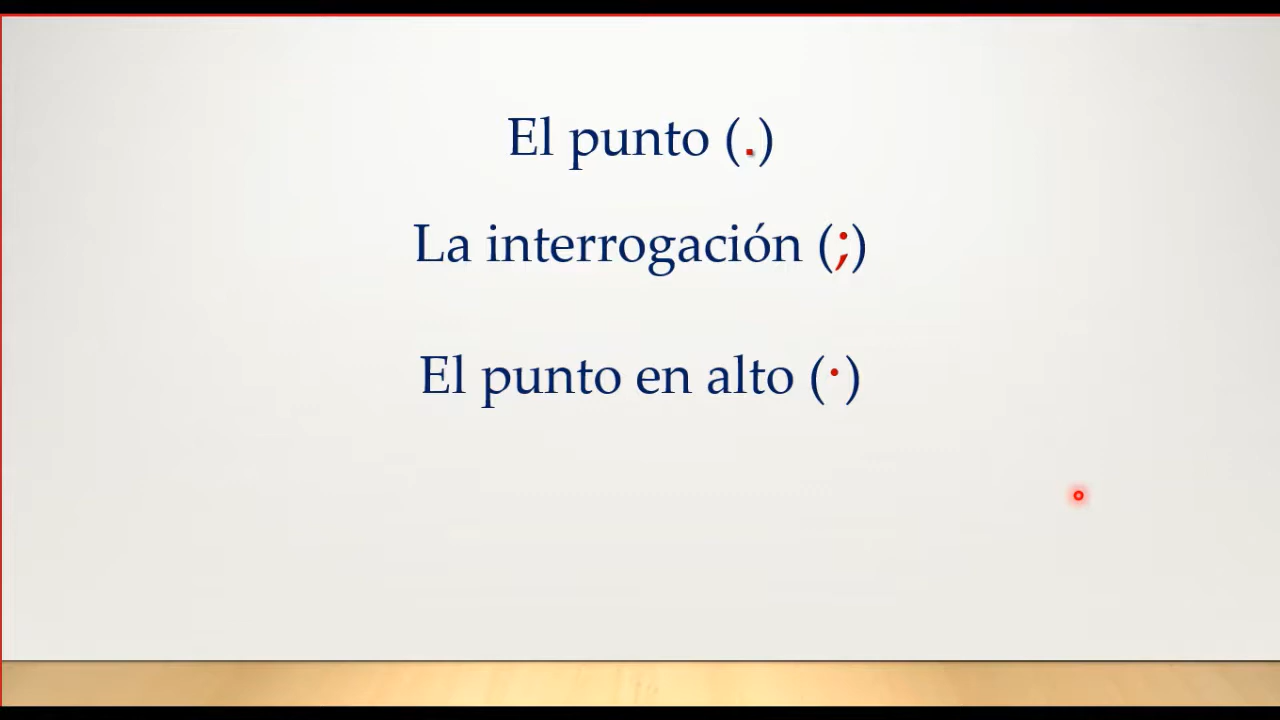 El punto (.)
La interrogación (;)
El punto en alto (·)